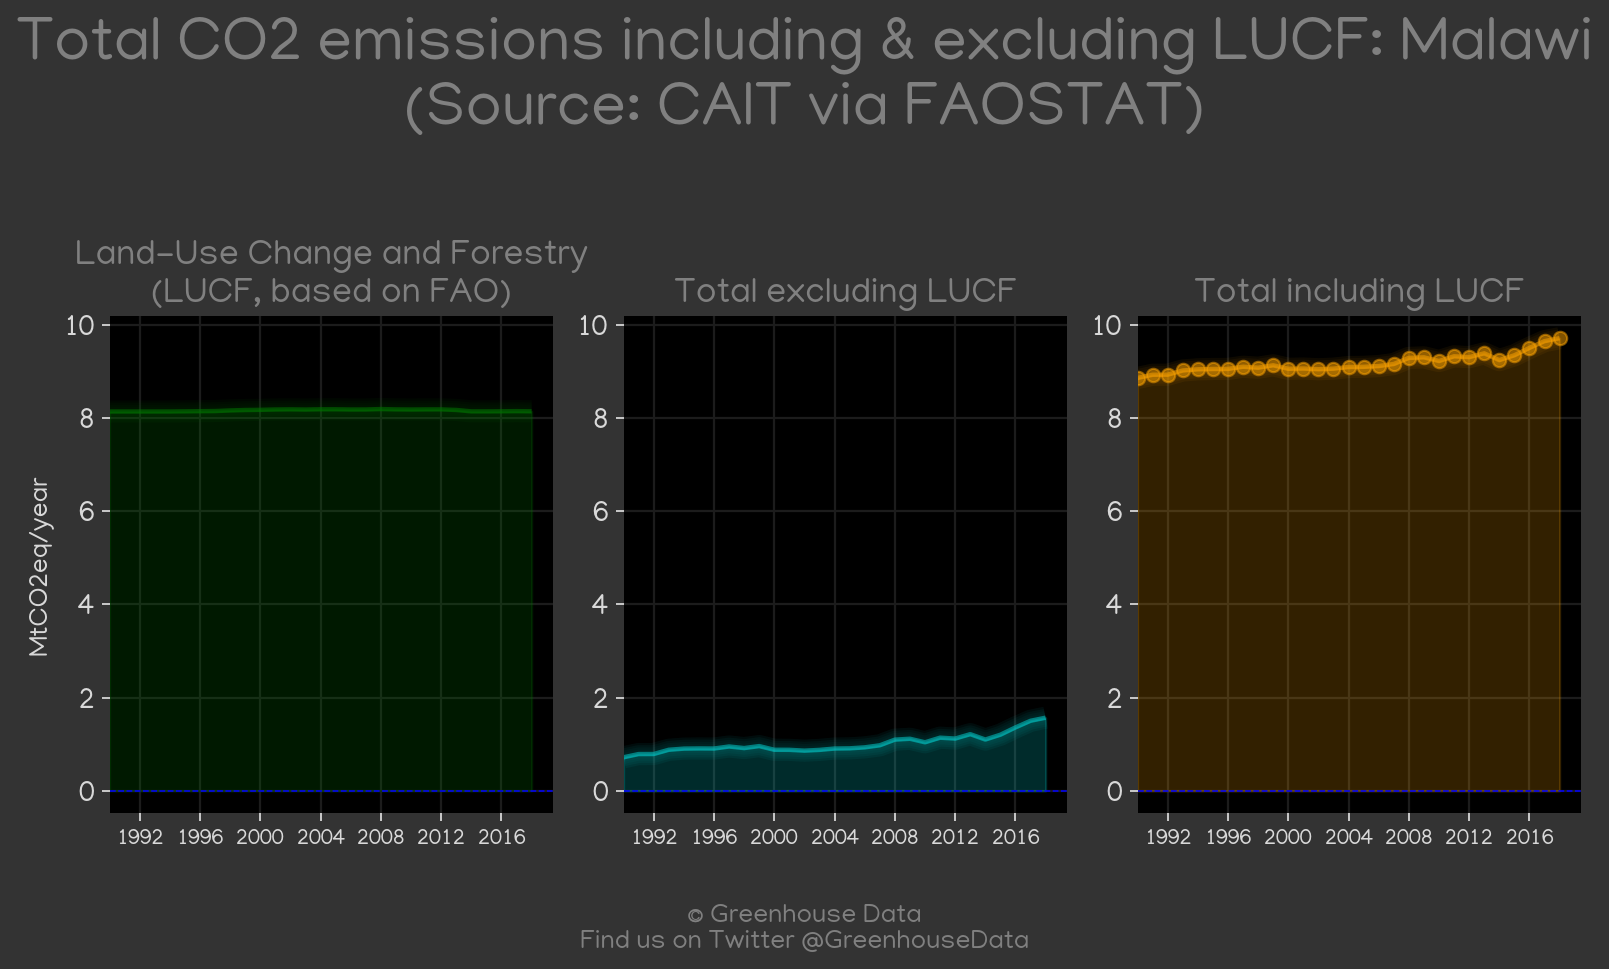 Total CO2 emissions including & excluding LUCF: Malawi
(Source: CAIT via FAOSTAT)
Land-Use Change and Forestry
(LUCF, based on FAO)
Total excluding LUCF
Total including LUCF
MtCO2eq/year
10
8
6
4
2
0
1992 1996 2000 2004 2008 2012 2016
10
8
6
4
2
0
1992 1996 2000 2004 2008 2012 2016
10
8
6
4
2
0
1992 1996 2000 2004 2008 2012 2016
© Greenhouse Data
Find us on Twitter @GreenhouseData